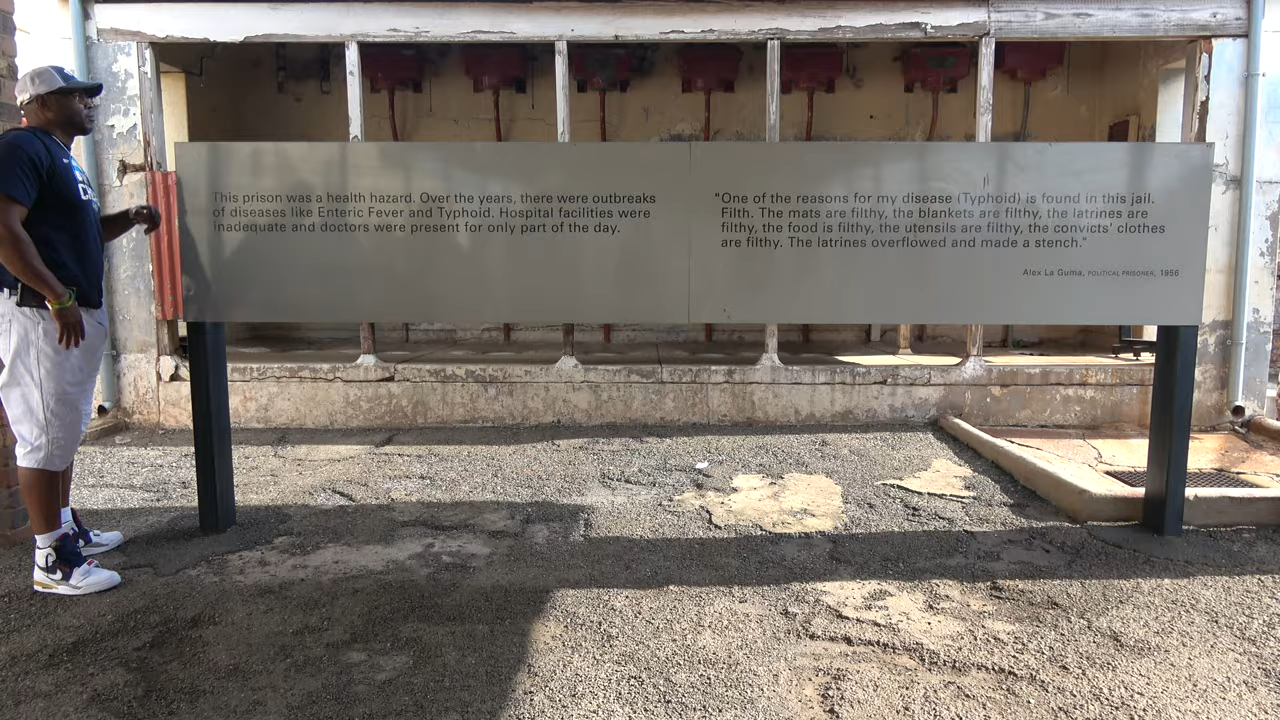 This prison was a health hazard. Over the years, there were outbreaks
of diseases like Enteric Fever and Typhoid. Hospital facilities were
inadequate and doctors were present for only part of the day.
"One of the reasons for my disease (Typhoid) is found in this jail.
Filth. The mats are filthy, the blankets are filthy, the latrines are
filthy, the food is filthy, the utensils are filthy, the convicts' clothes
are filthy. The latrines overflowed and made a stench."
Alex La Guma, POLITICAL PRISONER, 1956